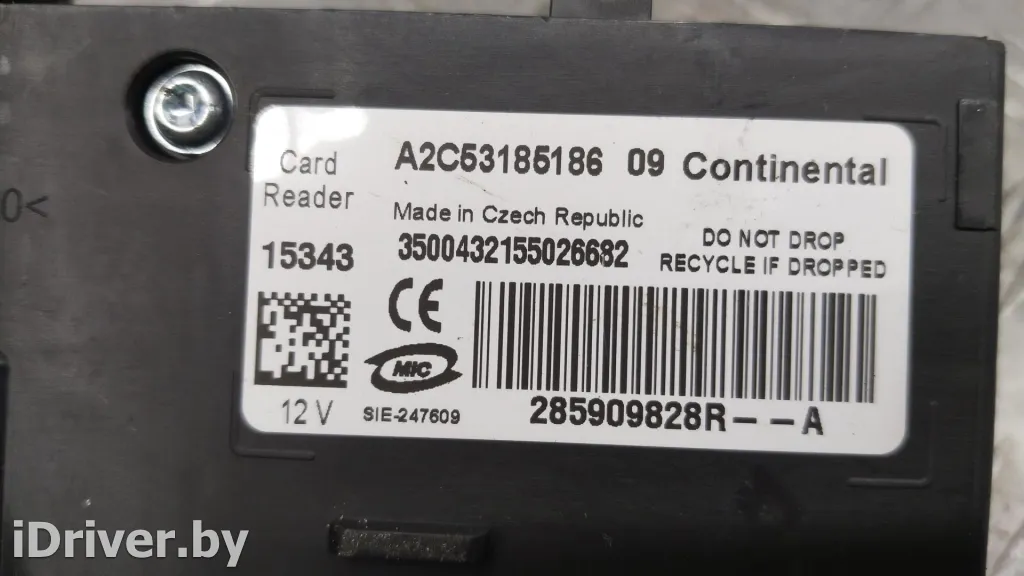 Card Reader
A2C53185186 09 Continental
Made in Czech Republic
15343
3500432155026682
DO NOT DROP
RECYCLE IF DROPPED
0<
CE
MIC
12 V
SIE-247609
285909828R--A
iDriver.by